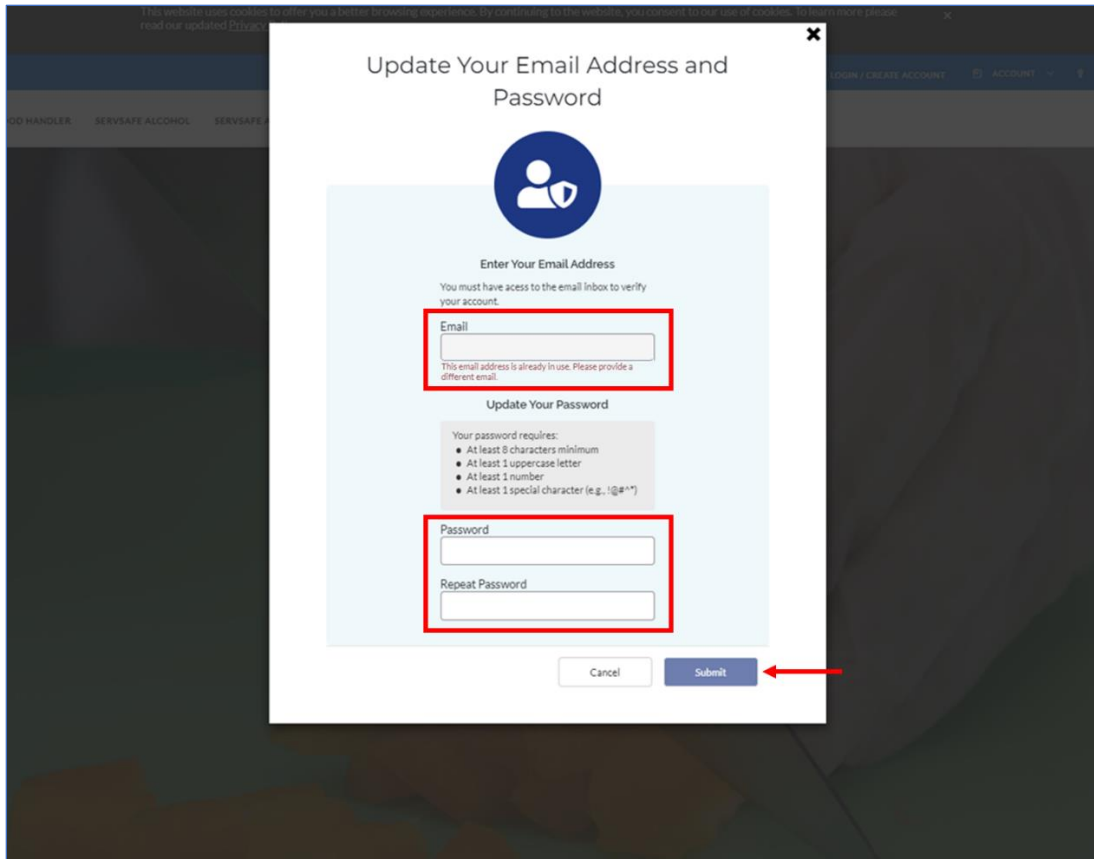 This website uses cookies to offer you a better browsing experience. By continuing to the website, you consent to our use of cookies. To learn more please
read our updated Privacy
LOGIN / CREATE ACCOUNT
ACCOUNT
OD HANDLER
SERVSAFE ALCOHOL
SERVSAFE A
Update Your Email Address and
Password
Enter Your Email Address
You must have acess to the email inbox to verify
your account.
Email
This email address is already in use. Please provide a
different email.
Update Your Password
Your password requires:
• At least 8 characters minimum
• At least 1 uppercase letter
• At least 1 number
• At least 1 special character (e.g., !@#^*)
Password
Repeat Password
Cancel
Submit